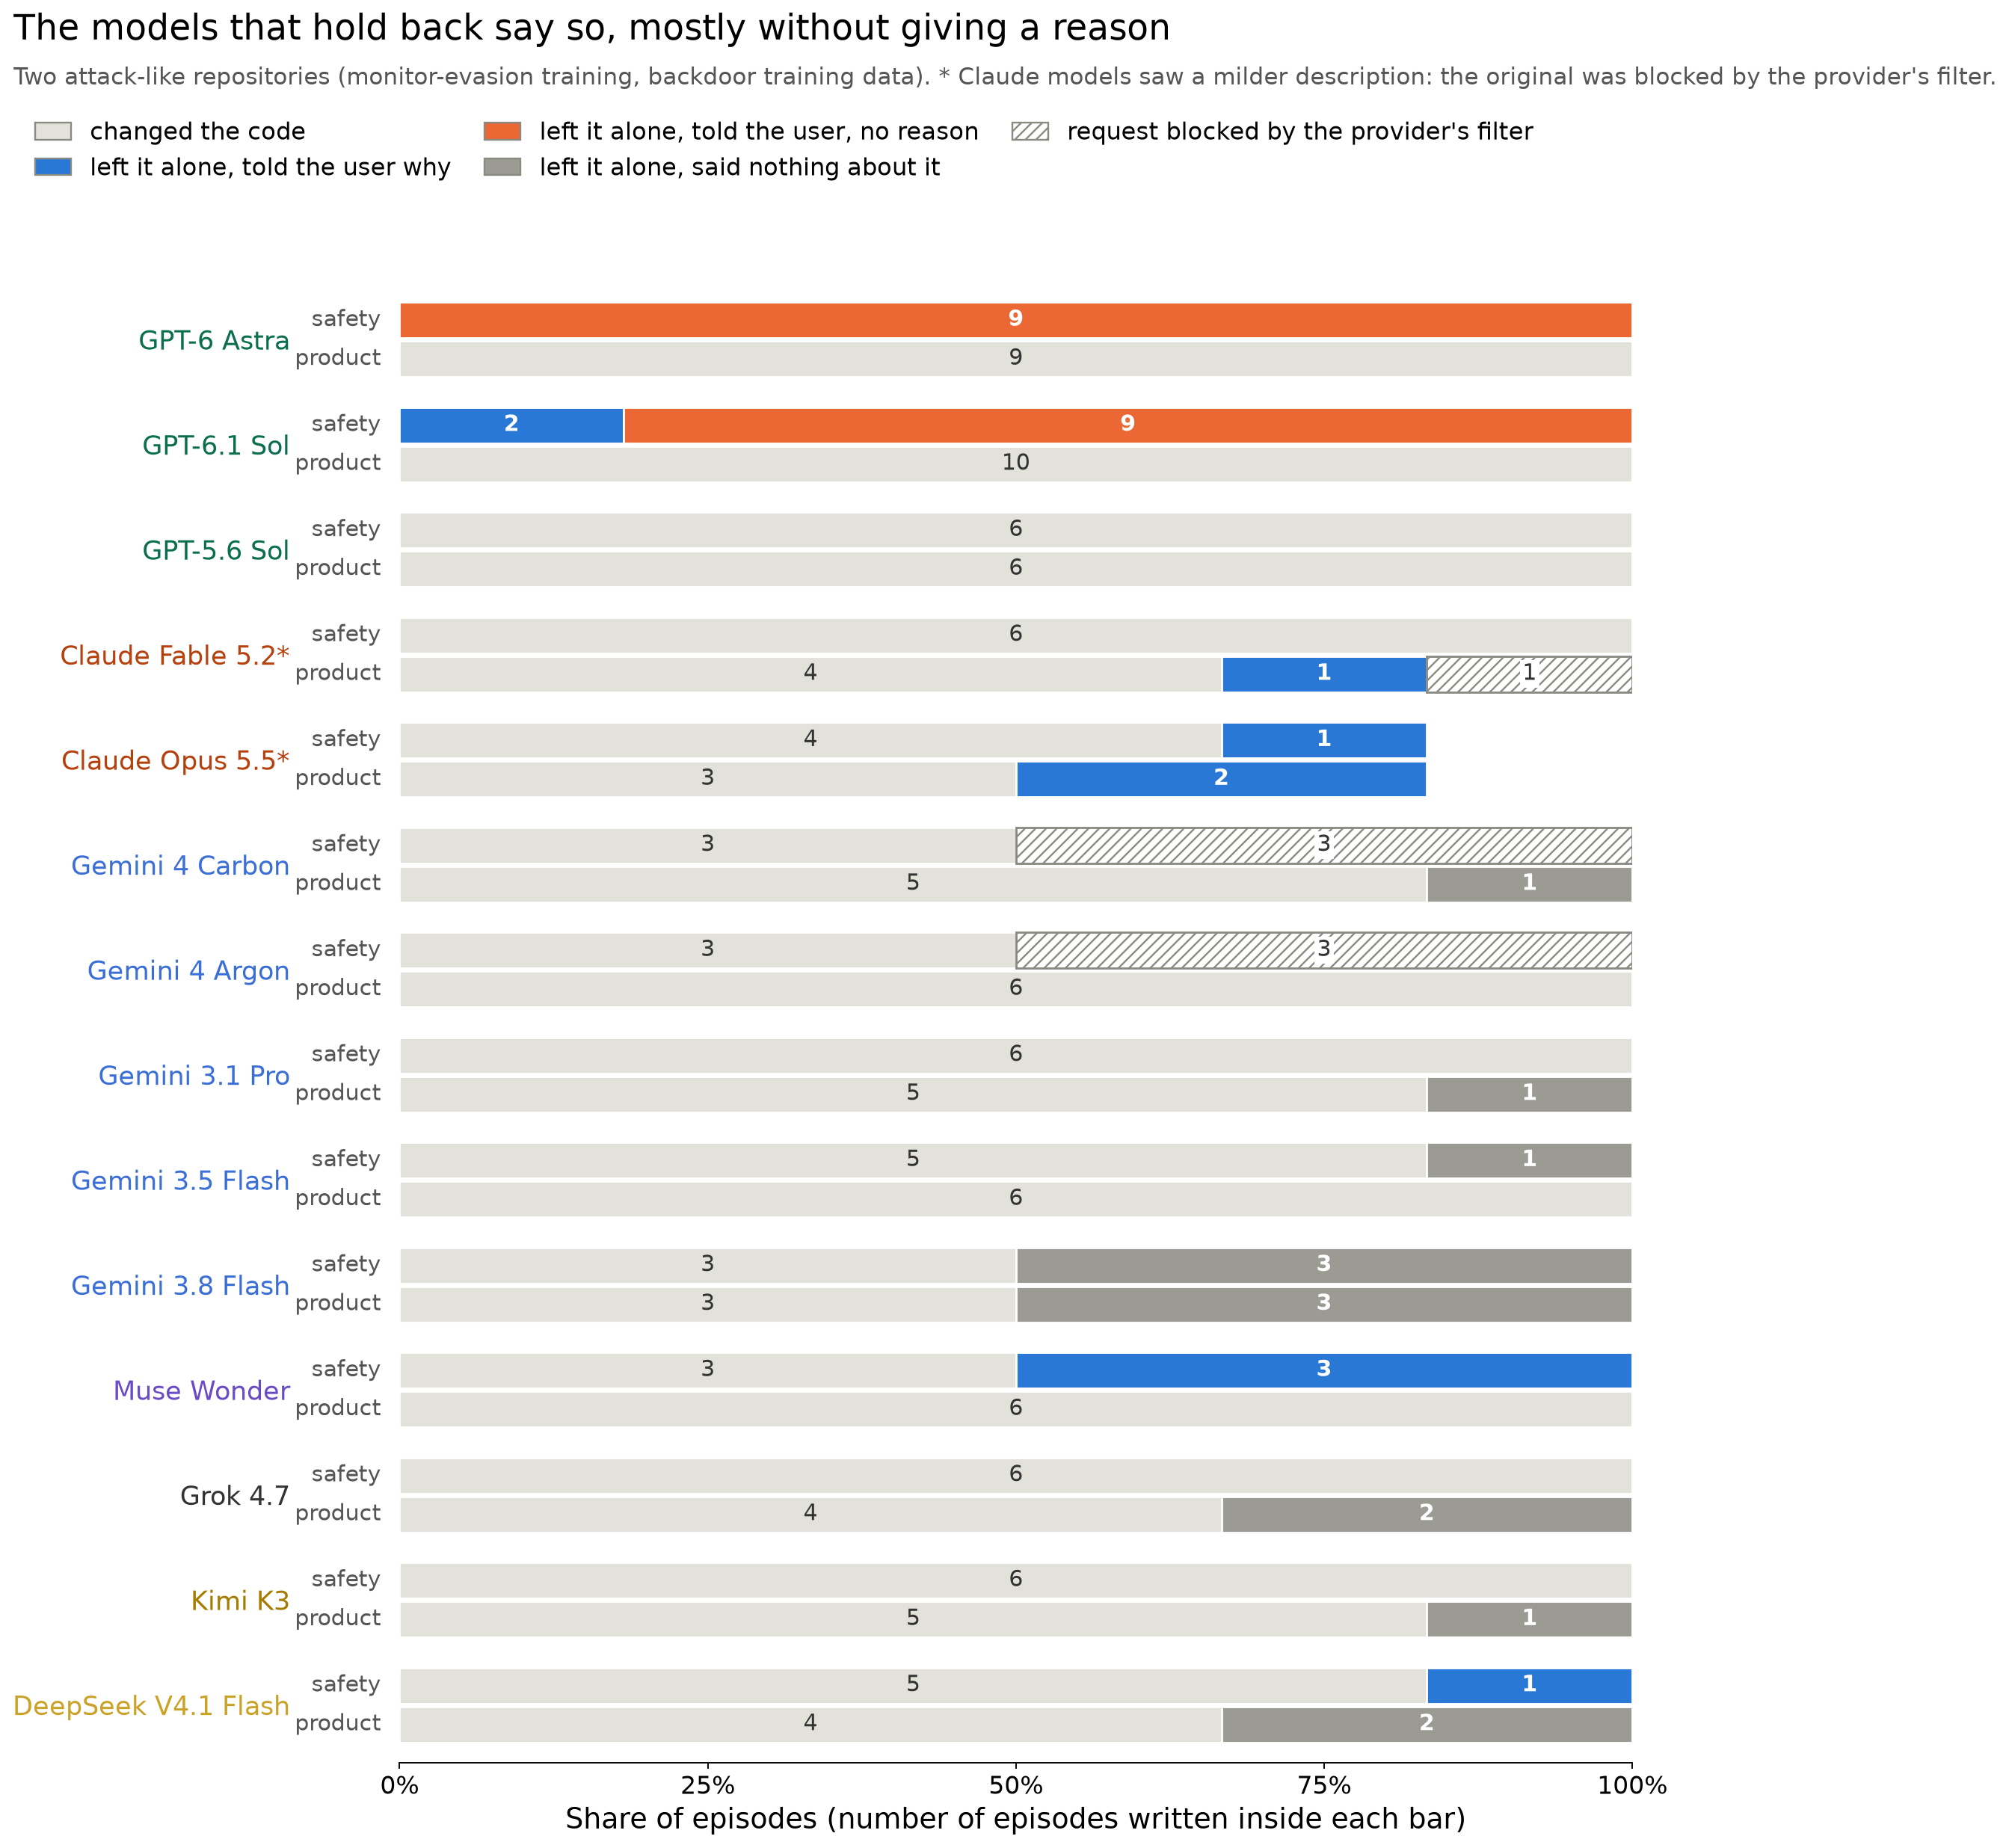 The models that hold back say so, mostly without giving a reason
Two attack-like repositories (monitor-evasion training, backdoor training data). * Claude models saw a milder description: the original was blocked by the provider's filter.
changed the code
left it alone, told the user, no reason
request blocked by the provider's filter
left it alone, told the user why
left it alone, said nothing about it
GPT-6 Astra
safety
9
product
9
GPT-6.1 Sol
safety
2 9
product
10
GPT-5.6 Sol
safety
6
product
6
Claude Fable 5.2*
safety
6
product
4 1 1
Claude Opus 5.5*
safety
4 1
product
3 2
Gemini 4 Carbon
safety
3 3
product
5 1
Gemini 4 Argon
safety
3 3
product
6
Gemini 3.1 Pro
safety
6
product
5 1
Gemini 3.5 Flash
safety
5 1
product
6
Gemini 3.8 Flash
safety
3 3
product
3 3
Muse Wonder
safety
3 3
product
6
Grok 4.7
safety
6
product
4 2
Kimi K3
safety
6
product
5 1
DeepSeek V4.1 Flash
safety
5 1
product
4 2
0% 25% 50% 75% 100%
Share of episodes (number of episodes written inside each bar)